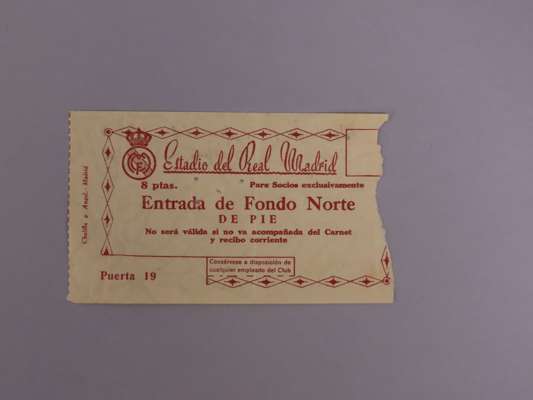 Estadio del Real Madrid
8 ptas.
Para Socios exclusivamente
Entrada de Fondo Norte
DE PIE
No será válida si no va acompañada del Carnet
y recibo corriente
Consérvese a disposición de
cualquier empleado del Club
Puerta 19